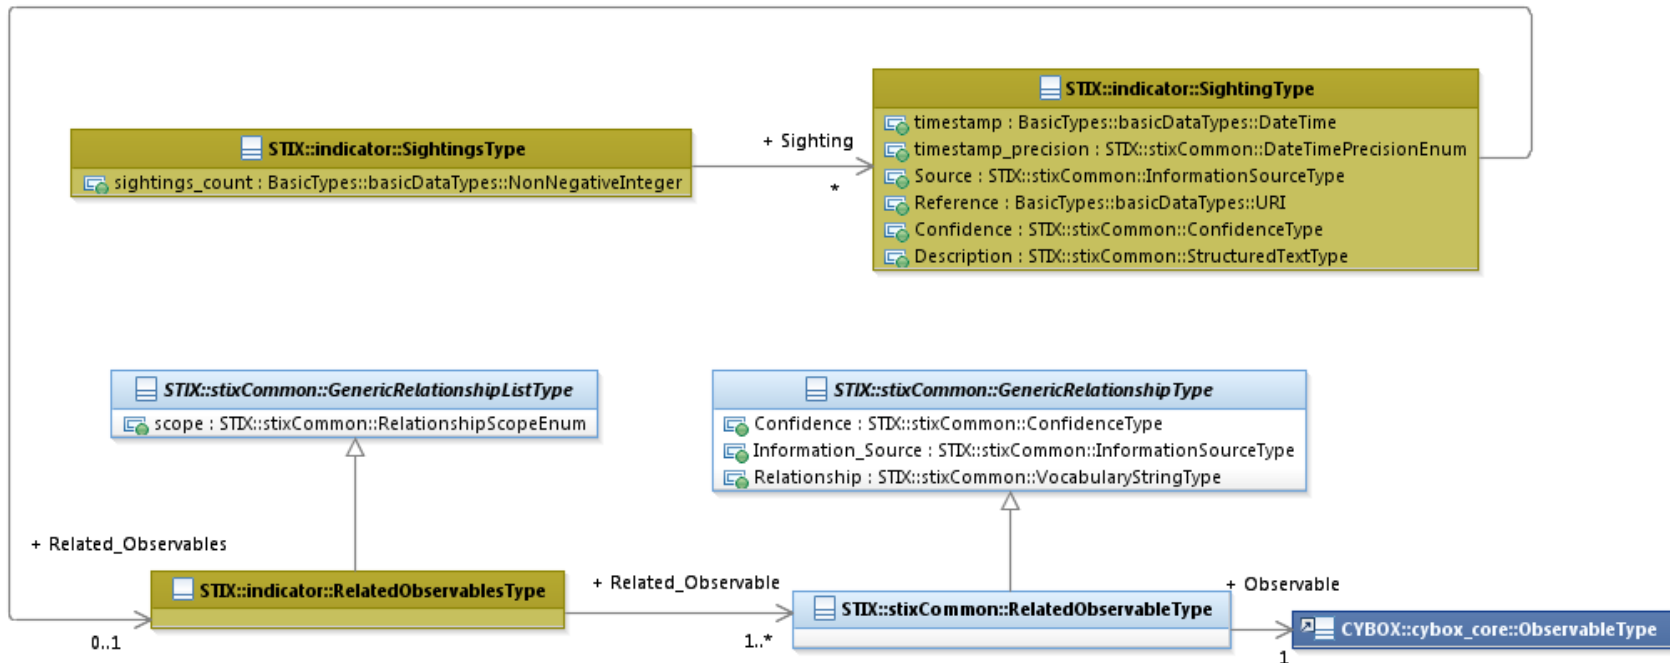 STIX::indicator::SightingType
timestamp : BasicTypes::basicDataTypes::DateTime
timestamp_precision : STIX::stixCommon::DateTimePrecisionEnum
Source : STIX::stixCommon::InformationSourceType
Reference : BasicTypes::basicDataTypes::URI
Confidence : STIX::stixCommon::ConfidenceType
Description : STIX::stixCommon::StructuredTextType
STIX::indicator::SightingsType
sightings_count : BasicTypes::basicDataTypes::NonNegativeInteger
+ Sighting
*
STIX::stixCommon::GenericRelationshipListType
scope : STIX::stixCommon::RelationshipScopeEnum
STIX::stixCommon::GenericRelationshipType
Confidence : STIX::stixCommon::ConfidenceType
Information_Source : STIX::stixCommon::InformationSourceType
Relationship : STIX::stixCommon::VocabularyStringType
+ Related_Observables
0..1
STIX::indicator::RelatedObservablesType
+ Related_Observable
1..*
STIX::stixCommon::RelatedObservableType
+ Observable
1
CYBOX::cybox_core::ObservableType